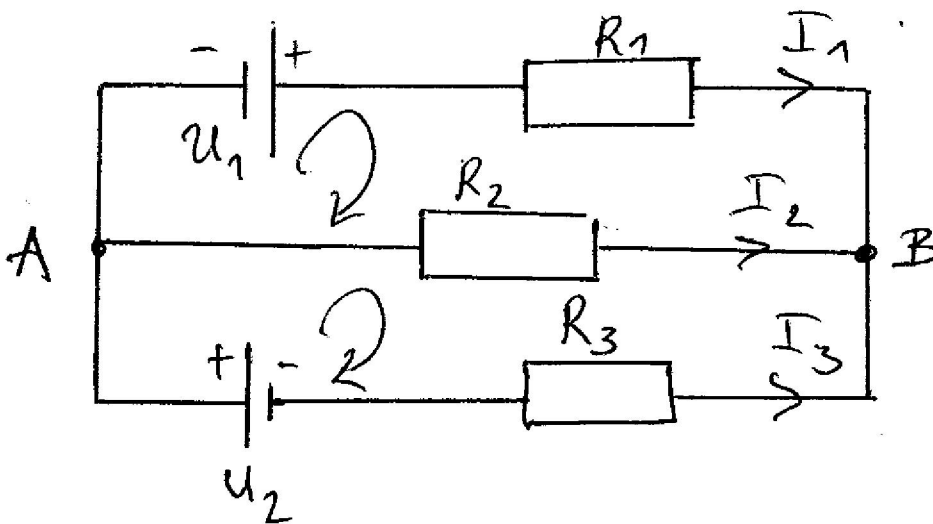 - + R1 I1
U1
R2 I2
A B
+ - R3 I3
U2